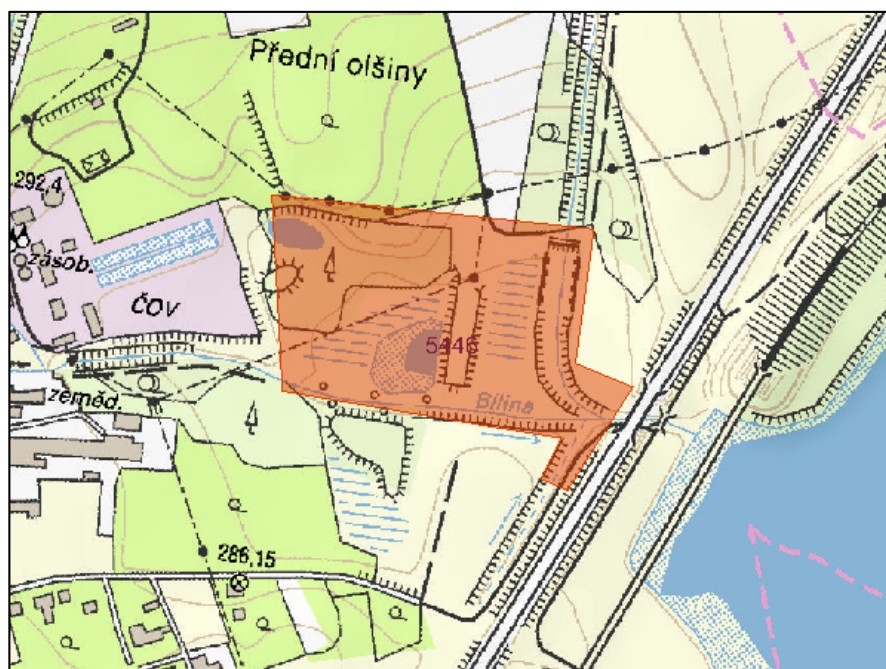 Přední olšiny
292,4
zásob.
ČOV
5446
Bílina
zeměd.
286,15